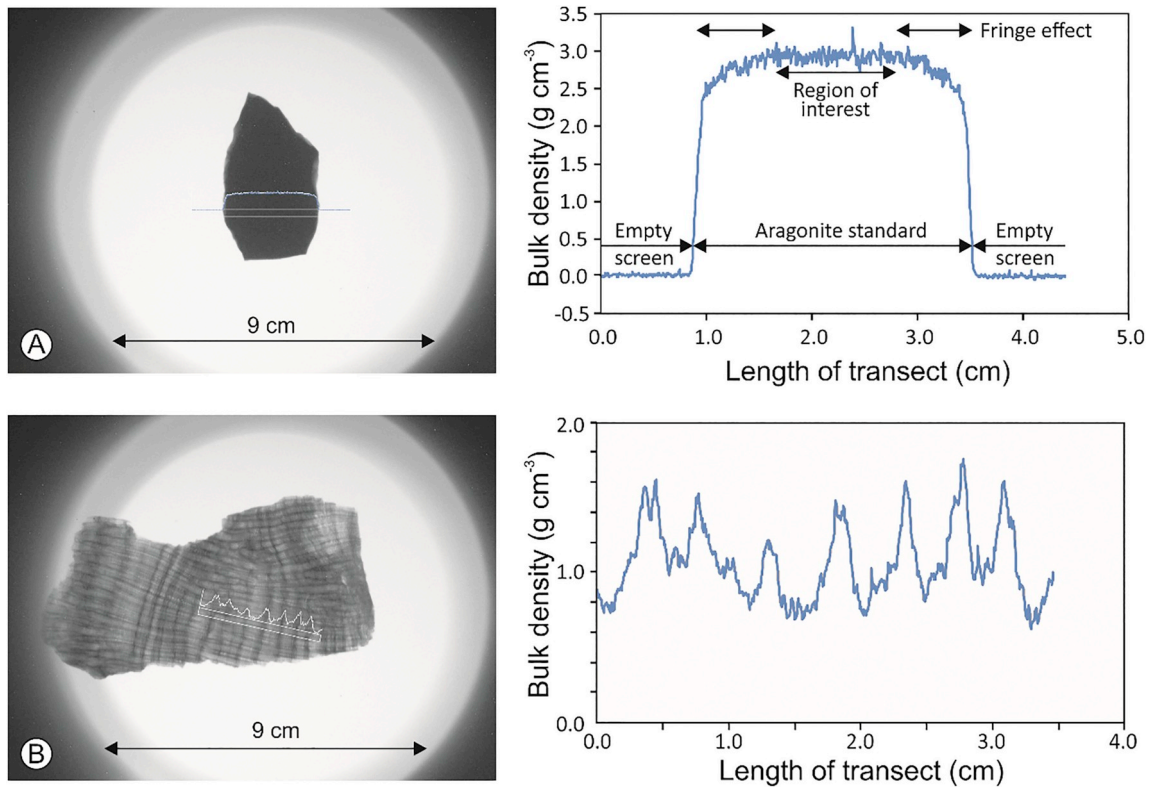 A
9 cm
Bulk density (g cm-3)
3.5
3.0
2.5
2.0
1.5
1.0
0.5
0.0
-0.5
Fringe effect
Region of
interest
Empty
screen
Aragonite standard
Empty
screen
0.0 1.0 2.0 3.0 4.0 5.0
Length of transect (cm)
B
9 cm
Bulk density (g cm-3)
2.0
1.0
0.0
0.0 1.0 2.0 3.0 4.0
Length of transect (cm)